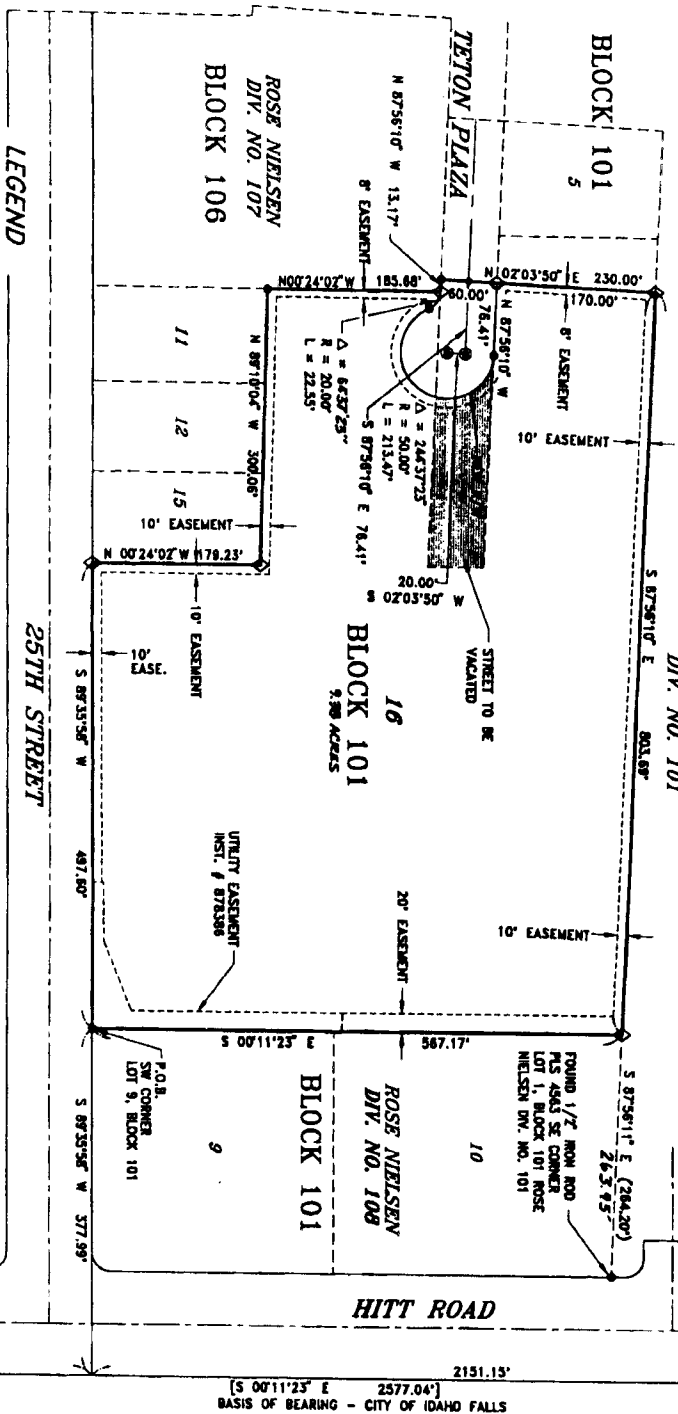 BLOCK 101
5
TETON PLAZA
N 87°56'10" W 13.17'
8' EASEMENT
ROSE NIELSEN
DIV. NO. 107
BLOCK 106
N00°24'02"W 185.68'
60.00'
N 02°03'50" E 230.00'
170.00'
N 87°56'10" W
76.41'
8' EASEMENT
10' EASEMENT
11
12
15
N 89°10'04" W 300.06'
Δ = 64°37'23"
R = 20.00'
L = 22.55'
S 87°56'10" E 76.41'
Δ = 244°37'23"
R = 50.00'
L = 213.47'
10' EASEMENT
N 00°24'02" W 179.23'
10' EASEMENT
20.00'
S 02°03'50" W
STREET TO BE
VACATED
DIV. NO. 101
S 87°56'10" E 803.69'
16
BLOCK 101
9.98 ACRES
10'
EASE.
S 89°35'58" W 497.60'
25TH STREET
LEGEND
UTILITY EASEMENT
INST. # 878386
20' EASEMENT
10' EASEMENT
S 00°11'23" E 567.17'
P.O.B.
SW CORNER
LOT 9, BLOCK 101
9
BLOCK 101
ROSE NIELSEN
DIV. NO. 108
10
FOUND 1/2" IRON ROD
PLS 4563 SE CORNER
LOT 1, BLOCK 101 ROSE
NIELSEN DIV. NO. 101
S 87°56'11" E (264.20')
263.95'
S 89°35'58" W 377.99'
HITT ROAD
2151.15'
[S 00°11'23" E 2577.04']
BASIS OF BEARING - CITY OF IDAHO FALLS